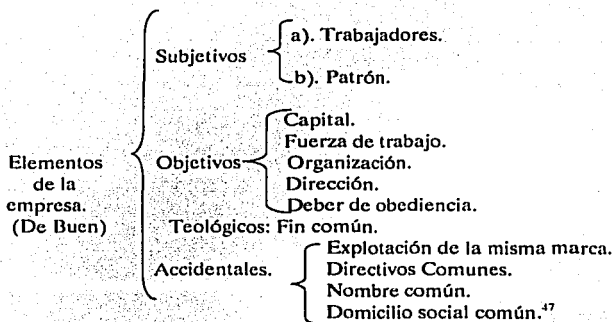 a). Trabajadores.
Subjetivos
b). Patrón.
Capital.
Fuerza de trabajo.
Elementos
de la
empresa.
(De Buen)
Objetivos
Organización.
Dirección.
Deber de obediencia.
Teológicos: Fin común.
Explotación de la misma marca.
Accidentales.
Directivos Comunes.
Nombre común.
Domicilio social común.47